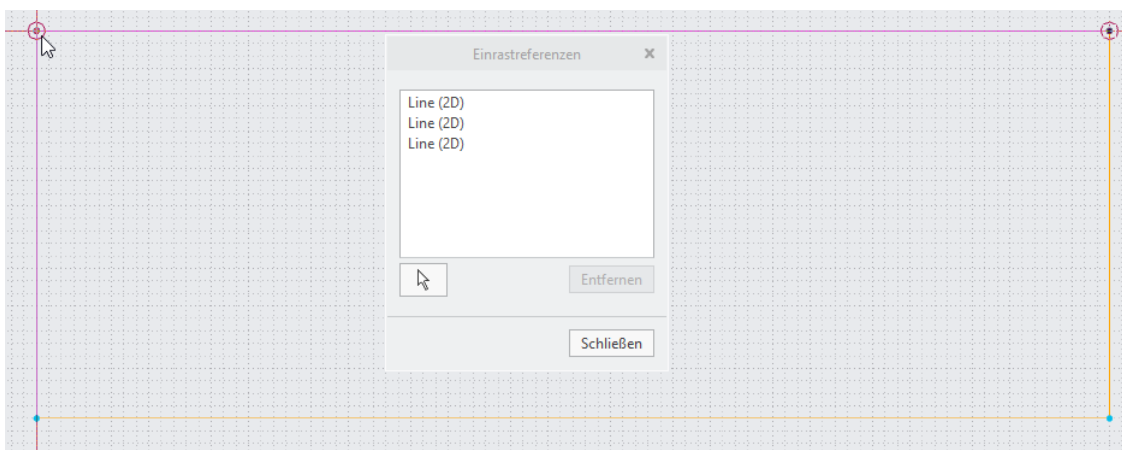 Einrastreferenzen
Line (2D)
Line (2D)
Line (2D)
Entfernen
Schließen